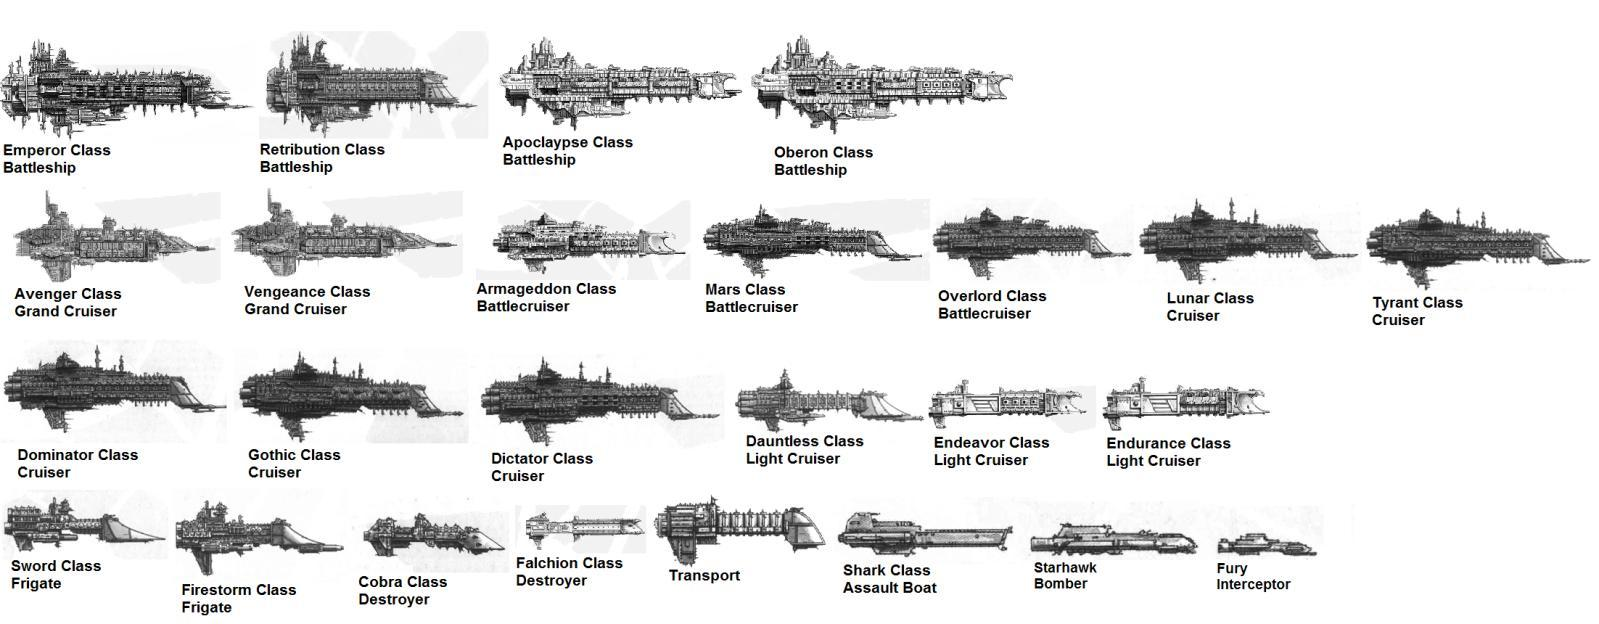 Emperor Class
Battleship
Retribution Class
Battleship
Apoclaypse Class
Battleship
Oberon Class
Battleship
Avenger Class
Grand Cruiser
Vengeance Class
Grand Cruiser
Armageddon Class
Battlecruiser
Mars Class
Battlecruiser
Overlord Class
Battlecruiser
Lunar Class
Cruiser
Tyrant Class
Cruiser
Dominator Class
Cruiser
Gothic Class
Cruiser
Dictator Class
Cruiser
Dauntless Class
Light Cruiser
Endeavor Class
Light Cruiser
Endurance Class
Light Cruiser
Sword Class
Frigate
Firestorm Class
Frigate
Cobra Class
Destroyer
Falchion Class
Destroyer
Transport
Shark Class
Assault Boat
Starhawk
Bomber
Fury
Interceptor